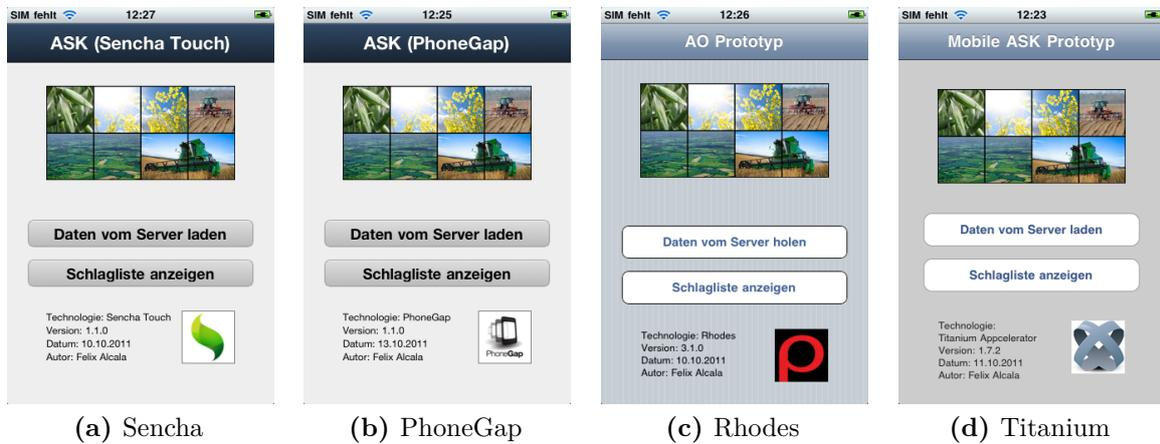 SIM fehlt 12:27
ASK (Sencha Touch)
Daten vom Server laden
Schlagliste anzeigen
Technologie: Sencha Touch
Version: 1.1.0
Datum: 10.10.2011
Autor: Felix Alcala
(a) Sencha
SIM fehlt 12:25
ASK (PhoneGap)
Daten vom Server laden
Schlagliste anzeigen
Technologie: PhoneGap
Version: 1.1.0
Datum: 13.10.2011
Autor: Felix Alcala
PhoneGap
(b) PhoneGap
SIM fehlt 12:26
AO Prototyp
Daten vom Server holen
Schlagliste anzeigen
Technologie: Rhodes
Version: 3.1.0
Datum: 10.10.2011
Autor: Felix Alcala
(c) Rhodes
SIM fehlt 12:23
Mobile ASK Prototyp
Daten vom Server laden
Schlagliste anzeigen
Technologie:
Titanium Appcelerator
Version: 1.7.2
Datum: 11.10.2011
Autor: Felix Alcala
(d) Titanium